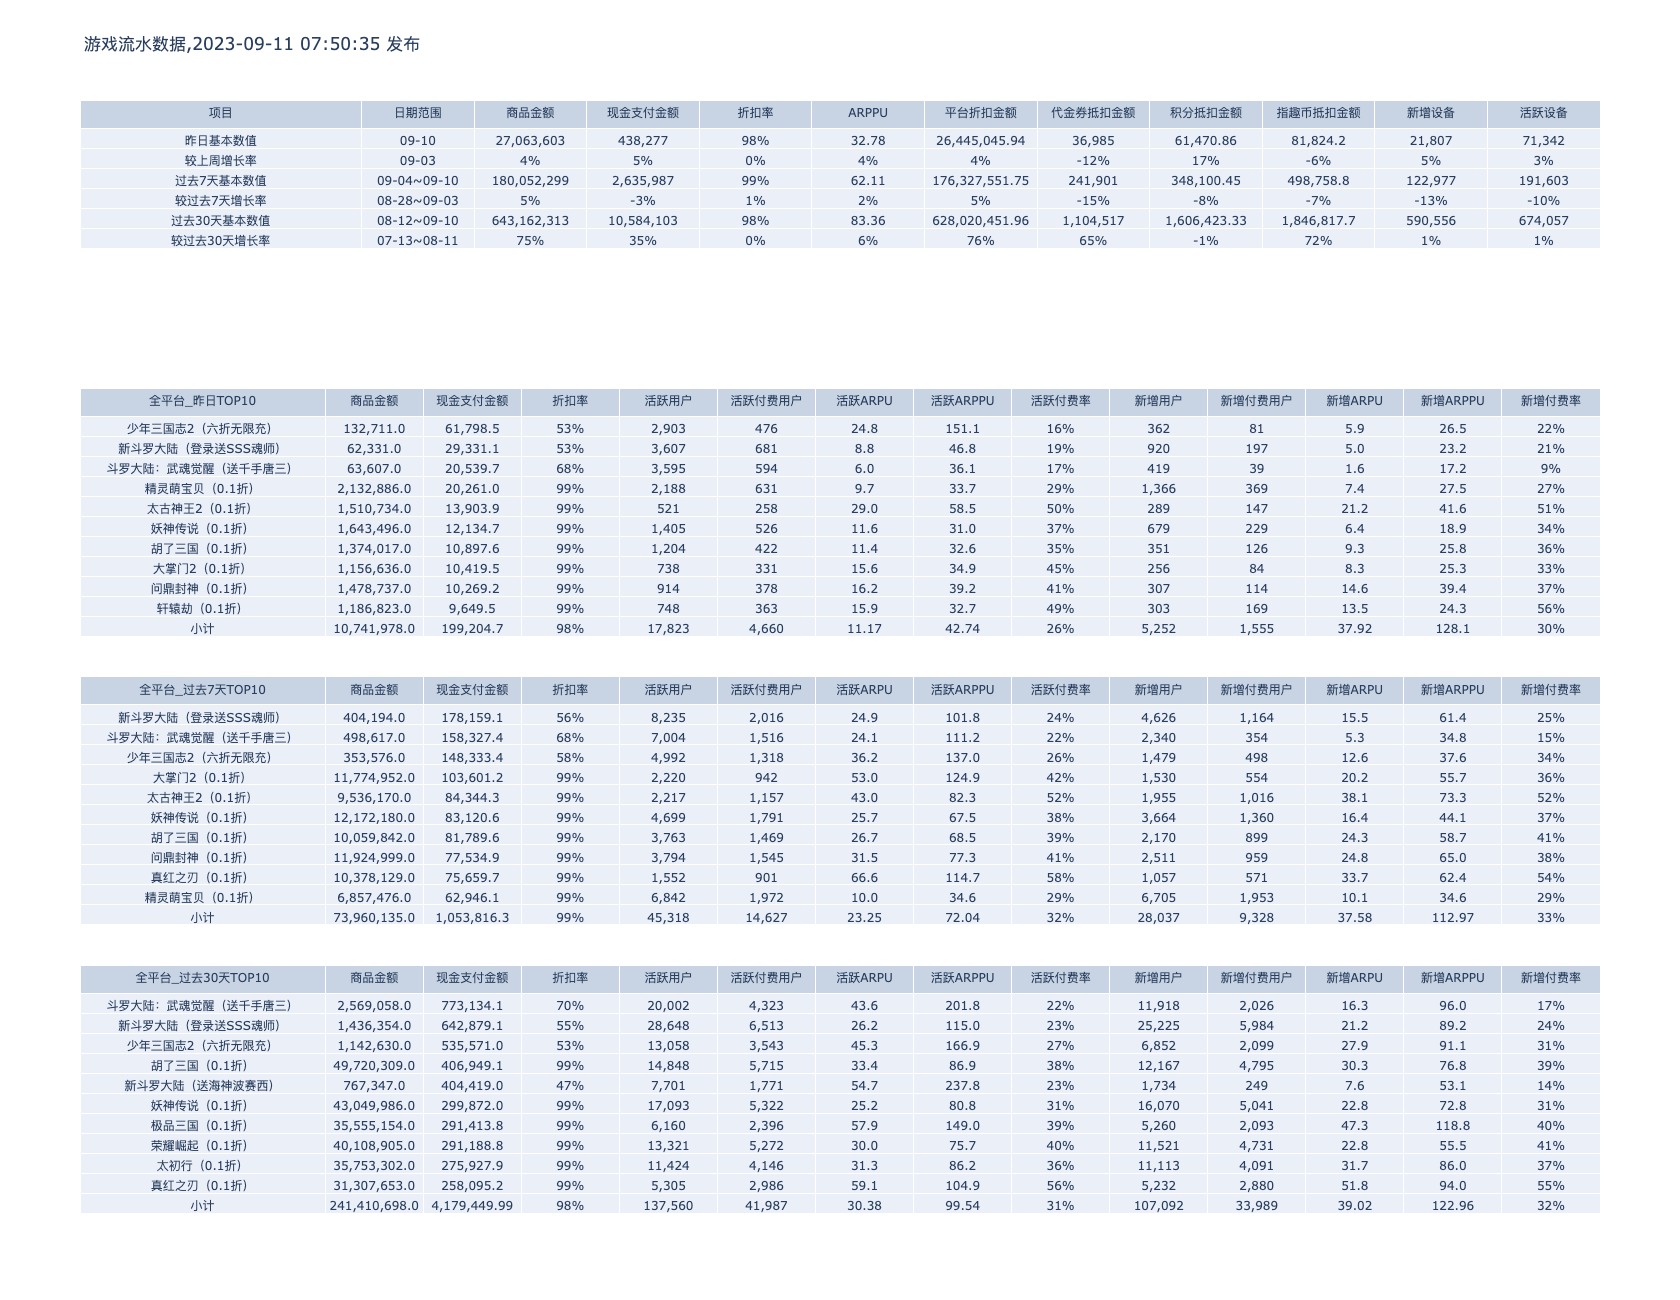 游戏流水数据,2023-09-11 07:50:35 发布
项目 日期范围 商品金额 现金支付金额 折扣率 ARPPU 平台折扣金额 代金券抵扣金额 积分抵扣金额 指趣币抵扣金额 新增设备 活跃设备
昨日基本数值 09-10 27,063,603 438,277 98% 32.78 26,445,045.94 36,985 61,470.86 81,824.2 21,807 71,342
较上周增长率 09-03 4% 5% 0% 4% 4% -12% 17% -6% 5% 3%
过去7天基本数值 09-04~09-10 180,052,299 2,635,987 99% 62.11 176,327,551.75 241,901 348,100.45 498,758.8 122,977 191,603
较过去7天增长率 08-28~09-03 5% -3% 1% 2% 5% -15% -8% -7% -13% -10%
过去30天基本数值 08-12~09-10 643,162,313 10,584,103 98% 83.36 628,020,451.96 1,104,517 1,606,423.33 1,846,817.7 590,556 674,057
较过去30天增长率 07-13~08-11 75% 35% 0% 6% 76% 65% -1% 72% 1% 1%
全平台_昨日TOP10 商品金额 现金支付金额 折扣率 活跃用户 活跃付费用户 活跃ARPU 活跃ARPPU 活跃付费率 新增用户 新增付费用户 新增ARPU 新增ARPPU 新增付费率
少年三国志2（六折无限充） 132,711.0 61,798.5 53% 2,903 476 24.8 151.1 16% 362 81 5.9 26.5 22%
新斗罗大陆（登录送SSS魂师） 62,331.0 29,331.1 53% 3,607 681 8.8 46.8 19% 920 197 5.0 23.2 21%
斗罗大陆：武魂觉醒（送千手唐三） 63,607.0 20,539.7 68% 3,595 594 6.0 36.1 17% 419 39 1.6 17.2 9%
精灵萌宝贝（0.1折） 2,132,886.0 20,261.0 99% 2,188 631 9.7 33.7 29% 1,366 369 7.4 27.5 27%
太古神王2（0.1折） 1,510,734.0 13,903.9 99% 521 258 29.0 58.5 50% 289 147 21.2 41.6 51%
妖神传说（0.1折） 1,643,496.0 12,134.7 99% 1,405 526 11.6 31.0 37% 679 229 6.4 18.9 34%
胡了三国（0.1折） 1,374,017.0 10,897.6 99% 1,204 422 11.4 32.6 35% 351 126 9.3 25.8 36%
大掌门2（0.1折） 1,156,636.0 10,419.5 99% 738 331 15.6 34.9 45% 256 84 8.3 25.3 33%
问鼎封神（0.1折） 1,478,737.0 10,269.2 99% 914 378 16.2 39.2 41% 307 114 14.6 39.4 37%
轩辕劫（0.1折） 1,186,823.0 9,649.5 99% 748 363 15.9 32.7 49% 303 169 13.5 24.3 56%
小计 10,741,978.0 199,204.7 98% 17,823 4,660 11.17 42.74 26% 5,252 1,555 37.92 128.1 30%
全平台_过去7天TOP10 商品金额 现金支付金额 折扣率 活跃用户 活跃付费用户 活跃ARPU 活跃ARPPU 活跃付费率 新增用户 新增付费用户 新增ARPU 新增ARPPU 新增付费率
新斗罗大陆（登录送SSS魂师） 404,194.0 178,159.1 56% 8,235 2,016 24.9 101.8 24% 4,626 1,164 15.5 61.4 25%
斗罗大陆：武魂觉醒（送千手唐三） 498,617.0 158,327.4 68% 7,004 1,516 24.1 111.2 22% 2,340 354 5.3 34.8 15%
少年三国志2（六折无限充） 353,576.0 148,333.4 58% 4,992 1,318 36.2 137.0 26% 1,479 498 12.6 37.6 34%
大掌门2（0.1折） 11,774,952.0 103,601.2 99% 2,220 942 53.0 124.9 42% 1,530 554 20.2 55.7 36%
太古神王2（0.1折） 9,536,170.0 84,344.3 99% 2,217 1,157 43.0 82.3 52% 1,955 1,016 38.1 73.3 52%
妖神传说（0.1折） 12,172,180.0 83,120.6 99% 4,699 1,791 25.7 67.5 38% 3,664 1,360 16.4 44.1 37%
胡了三国（0.1折） 10,059,842.0 81,789.6 99% 3,763 1,469 26.7 68.5 39% 2,170 899 24.3 58.7 41%
问鼎封神（0.1折） 11,924,999.0 77,534.9 99% 3,794 1,545 31.5 77.3 41% 2,511 959 24.8 65.0 38%
真红之刃（0.1折） 10,378,129.0 75,659.7 99% 1,552 901 66.6 114.7 58% 1,057 571 33.7 62.4 54%
精灵萌宝贝（0.1折） 6,857,476.0 62,946.1 99% 6,842 1,972 10.0 34.6 29% 6,705 1,953 10.1 34.6 29%
小计 73,960,135.0 1,053,816.3 99% 45,318 14,627 23.25 72.04 32% 28,037 9,328 37.58 112.97 33%
全平台_过去30天TOP10 商品金额 现金支付金额 折扣率 活跃用户 活跃付费用户 活跃ARPU 活跃ARPPU 活跃付费率 新增用户 新增付费用户 新增ARPU 新增ARPPU 新增付费率
斗罗大陆：武魂觉醒（送千手唐三） 2,569,058.0 773,134.1 70% 20,002 4,323 43.6 201.8 22% 11,918 2,026 16.3 96.0 17%
新斗罗大陆（登录送SSS魂师） 1,436,354.0 642,879.1 55% 28,648 6,513 26.2 115.0 23% 25,225 5,984 21.2 89.2 24%
少年三国志2（六折无限充） 1,142,630.0 535,571.0 53% 13,058 3,543 45.3 166.9 27% 6,852 2,099 27.9 91.1 31%
胡了三国（0.1折） 49,720,309.0 406,949.1 99% 14,848 5,715 33.4 86.9 38% 12,167 4,795 30.3 76.8 39%
新斗罗大陆（送海神波赛西） 767,347.0 404,419.0 47% 7,701 1,771 54.7 237.8 23% 1,734 249 7.6 53.1 14%
妖神传说（0.1折） 43,049,986.0 299,872.0 99% 17,093 5,322 25.2 80.8 31% 16,070 5,041 22.8 72.8 31%
极品三国（0.1折） 35,555,154.0 291,413.8 99% 6,160 2,396 57.9 149.0 39% 5,260 2,093 47.3 118.8 40%
荣耀崛起（0.1折） 40,108,905.0 291,188.8 99% 13,321 5,272 30.0 75.7 40% 11,521 4,731 22.8 55.5 41%
太初行（0.1折） 35,753,302.0 275,927.9 99% 11,424 4,146 31.3 86.2 36% 11,113 4,091 31.7 86.0 37%
真红之刃（0.1折） 31,307,653.0 258,095.2 99% 5,305 2,986 59.1 104.9 56% 5,232 2,880 51.8 94.0 55%
小计 241,410,698.0 4,179,449.99 98% 137,560 41,987 30.38 99.54 31% 107,092 33,989 39.02 122.96 32%